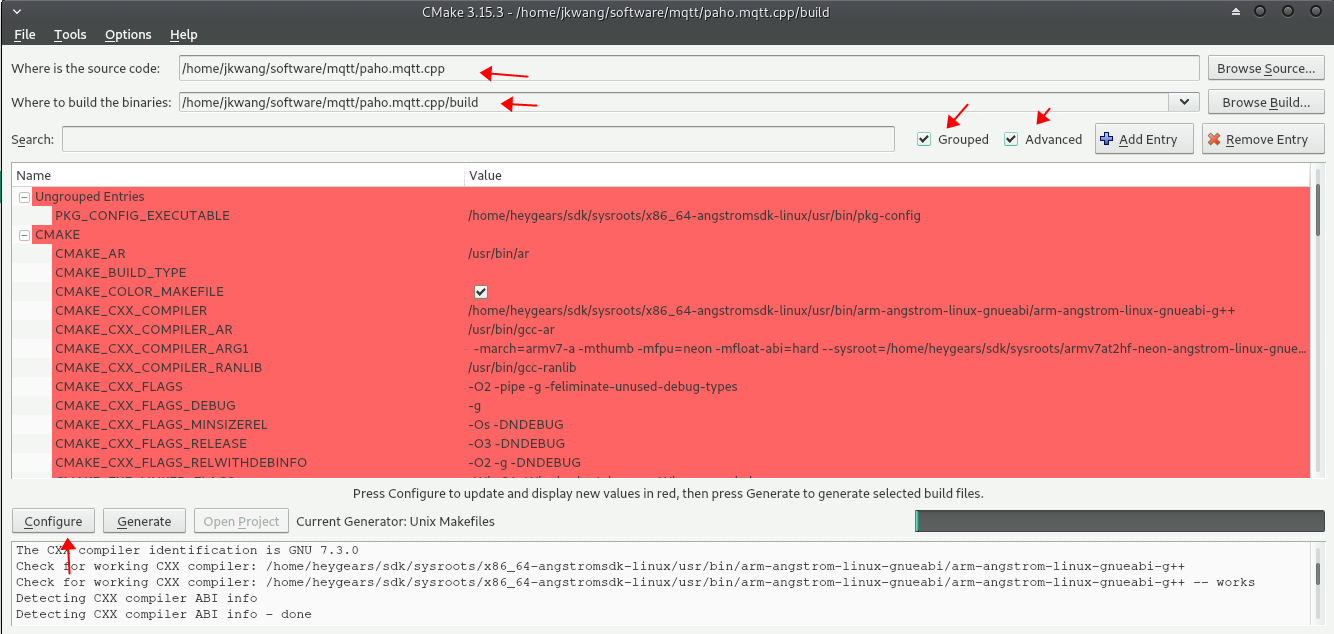 CMake 3.15.3 - /home/jkwang/software/mqtt/paho.mqtt.cpp/build
File Tools Options Help
Where is the source code: /home/jkwang/software/mqtt/paho.mqtt.cpp Browse Source...
Where to build the binaries: /home/jkwang/software/mqtt/paho.mqtt.cpp/build Browse Build...
Search: Grouped Advanced Add Entry Remove Entry
Name Value
Ungrouped Entries
PKG_CONFIG_EXECUTABLE /home/heygears/sdk/sysroots/x86_64-angstromsdk-linux/usr/bin/pkg-config
CMAKE
CMAKE_AR /usr/bin/ar
CMAKE_BUILD_TYPE
CMAKE_COLOR_MAKEFILE
CMAKE_CXX_COMPILER /home/heygears/sdk/sysroots/x86_64-angstromsdk-linux/usr/bin/arm-angstrom-linux-gnueabi/arm-angstrom-linux-gnueabi-g++
CMAKE_CXX_COMPILER_AR /usr/bin/gcc-ar
CMAKE_CXX_COMPILER_ARG1 -march=armv7-a -mthumb -mfpu=neon -mfloat-abi=hard --sysroot=/home/heygears/sdk/sysroots/armv7at2hf-neon-angstrom-linux-gnue...
CMAKE_CXX_COMPILER_RANLIB /usr/bin/gcc-ranlib
CMAKE_CXX_FLAGS -O2 -pipe -g -feliminate-unused-debug-types
CMAKE_CXX_FLAGS_DEBUG -g
CMAKE_CXX_FLAGS_MINSIZEREL -Os -DNDEBUG
CMAKE_CXX_FLAGS_RELEASE -O3 -DNDEBUG
CMAKE_CXX_FLAGS_RELWITHDEBINFO -O2 -g -DNDEBUG
Press Configure to update and display new values in red, then press Generate to generate selected build files.
Configure Generate Open Project Current Generator: Unix Makefiles
The CXX compiler identification is GNU 7.3.0
Check for working CXX compiler: /home/heygears/sdk/sysroots/x86_64-angstromsdk-linux/usr/bin/arm-angstrom-linux-gnueabi/arm-angstrom-linux-gnueabi-g++
Check for working CXX compiler: /home/heygears/sdk/sysroots/x86_64-angstromsdk-linux/usr/bin/arm-angstrom-linux-gnueabi/arm-angstrom-linux-gnueabi-g++ -- works
Detecting CXX compiler ABI info
Detecting CXX compiler ABI info - done